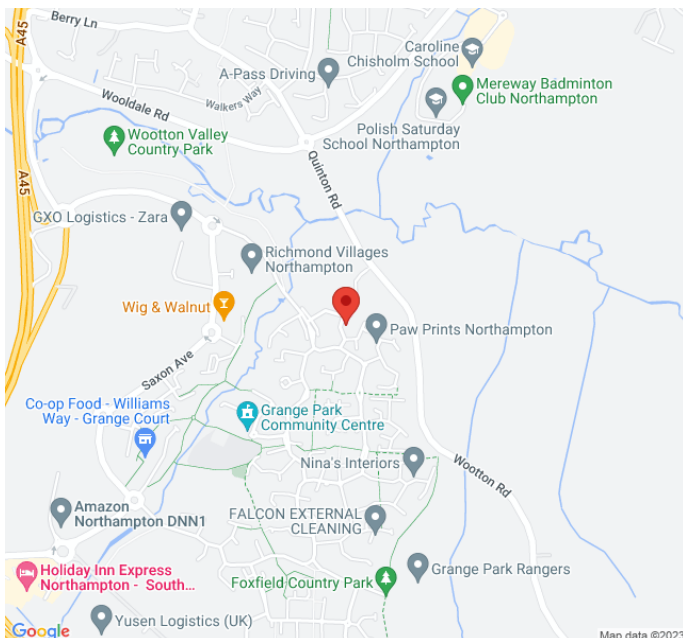 A45
Berry Ln
Caroline
Chisholm School
A-Pass Driving
Mereway Badminton
Club Northampton
Wooldale Rd
Walkers Way
Polish Saturday
School Northampton
Wootton Valley
Country Park
Quinton Rd
A45
GXO Logistics - Zara
Richmond Villages
Northampton
Wig & Walnut
Paw Prints Northampton
Saxon Ave
Co-op Food - Williams
Way - Grange Court
Grange Park
Community Centre
Nina's Interiors
Wootton Rd
Amazon
Northampton DNN1
FALCON EXTERNAL
CLEANING
Holiday Inn Express
Northampton - South...
Grange Park Rangers
Foxfield Country Park
Yusen Logistics (UK)
Google
Map data ©2023